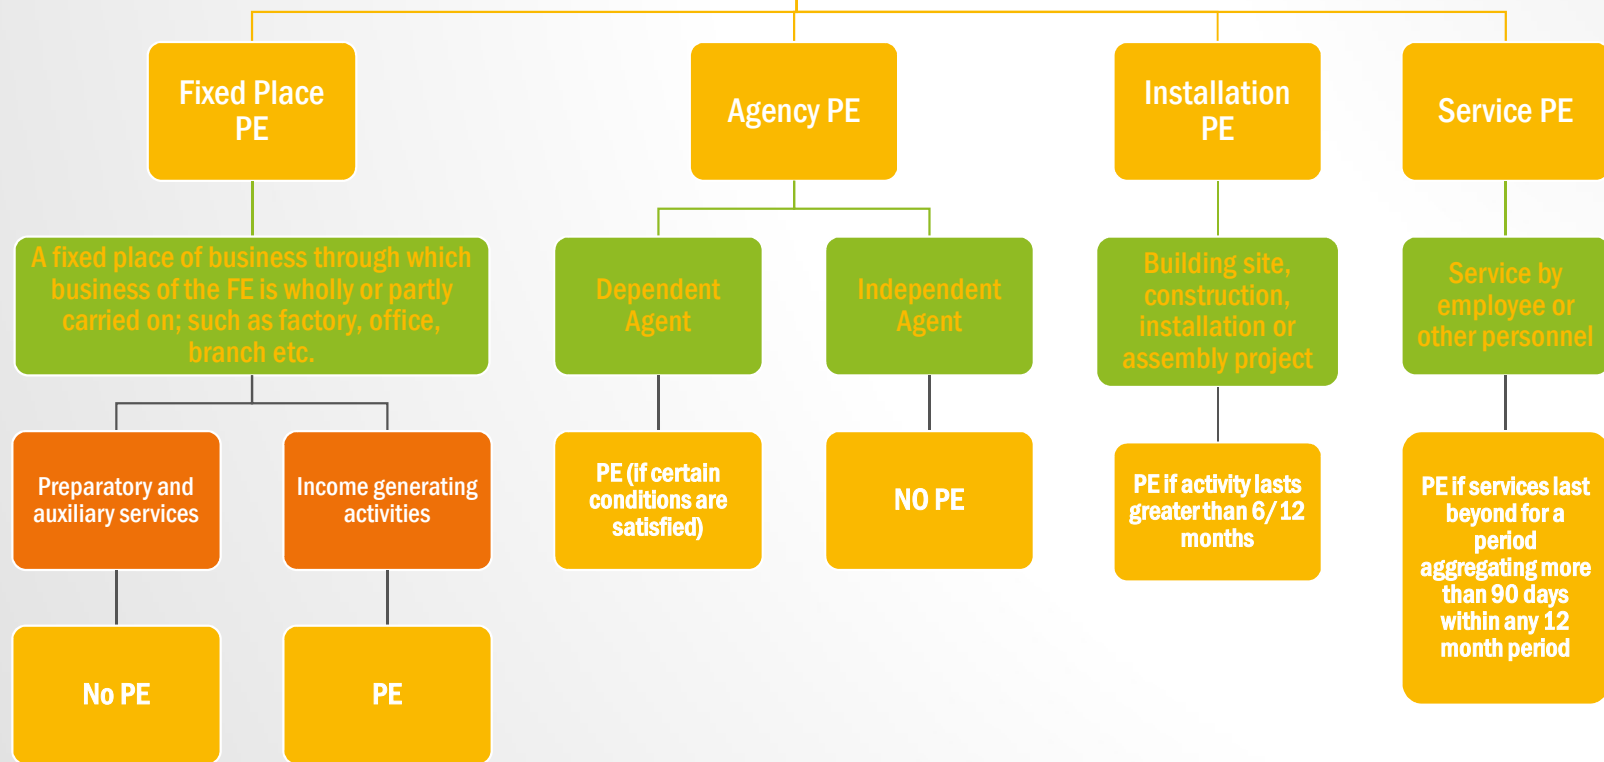 Fixed Place
PE
Agency PE
Installation
PE
Service PE
A fixed place of business through which
business of the FE is wholly or partly
carried on; such as factory, office,
branch etc.
Dependent
Agent
Independent
Agent
Building site,
construction,
installation or
assembly project
Service by
employee or
other personnel
Preparatory and
auxiliary services
Income generating
activities
PE (if certain
conditions are
satisfied)
NO PE
PE if activity lasts
greater than 6/12
months
PE if services last
beyond for a
period
aggregating more
than 90 days
within any 12
month period
No PE
PE